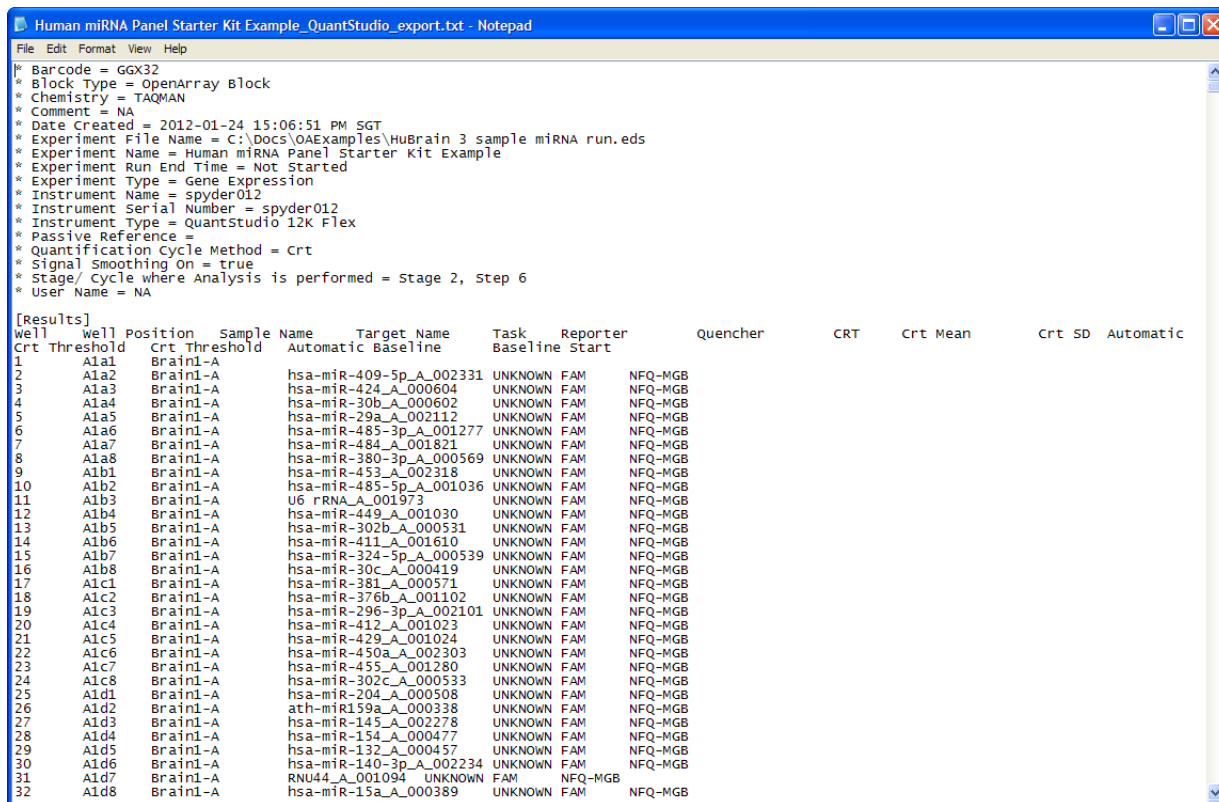 Human miRNA Panel Starter Kit Example_QuantStudio_export.txt - Notepad
File Edit Format View Help
* Barcode = GGX32
* Block Type = OpenArray Block
* Chemistry = TAQMAN
* Comment = NA
* Date Created = 2012-01-24 15:06:51 PM SGT
* Experiment File Name = C:\Docs\OAExamples\HuBrain 3 sample miRNA run.eds
* Experiment Name = Human miRNA Panel Starter Kit Example
* Experiment Run End Time = Not Started
* Experiment Type = Gene Expression
* Instrument Name = spyder012
* Instrument Serial Number = spyder012
* Instrument Type = QuantStudio 12K Flex
* Passive Reference =
* Quantification Cycle Method = Crt
* Signal Smoothing On = true
* Stage/ Cycle where Analysis is performed = Stage 2, Step 6
* User Name = NA
[Results]
Well Well Position Sample Name Target Name Task Reporter Quencher CRT Crt Mean Crt SD Automatic
Crt Threshold Crt Threshold Automatic Baseline Baseline Start
1 A1a1 Brain1-A
2 A1a2 Brain1-A hsa-miR-409-5p_A_002331 UNKNOWN FAM NFQ-MGB
3 A1a3 Brain1-A hsa-miR-424_A_000604 UNKNOWN FAM NFQ-MGB
4 A1a4 Brain1-A hsa-miR-30b_A_000602 UNKNOWN FAM NFQ-MGB
5 A1a5 Brain1-A hsa-miR-29a_A_002112 UNKNOWN FAM NFQ-MGB
6 A1a6 Brain1-A hsa-miR-485-3p_A_001277 UNKNOWN FAM NFQ-MGB
7 A1a7 Brain1-A hsa-miR-484_A_001821 UNKNOWN FAM NFQ-MGB
8 A1a8 Brain1-A hsa-miR-380-3p_A_000569 UNKNOWN FAM NFQ-MGB
9 A1b1 Brain1-A hsa-miR-453_A_002318 UNKNOWN FAM NFQ-MGB
10 A1b2 Brain1-A hsa-miR-485-5p_A_001036 UNKNOWN FAM NFQ-MGB
11 A1b3 Brain1-A U6 rRNA_A_001973 UNKNOWN FAM NFQ-MGB
12 A1b4 Brain1-A hsa-miR-449_A_001030 UNKNOWN FAM NFQ-MGB
13 A1b5 Brain1-A hsa-miR-302b_A_000531 UNKNOWN FAM NFQ-MGB
14 A1b6 Brain1-A hsa-miR-411_A_001610 UNKNOWN FAM NFQ-MGB
15 A1b7 Brain1-A hsa-miR-324-5p_A_000539 UNKNOWN FAM NFQ-MGB
16 A1b8 Brain1-A hsa-miR-30c_A_000419 UNKNOWN FAM NFQ-MGB
17 A1c1 Brain1-A hsa-miR-381_A_000571 UNKNOWN FAM NFQ-MGB
18 A1c2 Brain1-A hsa-miR-376b_A_001102 UNKNOWN FAM NFQ-MGB
19 A1c3 Brain1-A hsa-miR-296-3p_A_002101 UNKNOWN FAM NFQ-MGB
20 A1c4 Brain1-A hsa-miR-412_A_001023 UNKNOWN FAM NFQ-MGB
21 A1c5 Brain1-A hsa-miR-429_A_001024 UNKNOWN FAM NFQ-MGB
22 A1c6 Brain1-A hsa-miR-450a_A_002303 UNKNOWN FAM NFQ-MGB
23 A1c7 Brain1-A hsa-miR-455_A_001280 UNKNOWN FAM NFQ-MGB
24 A1c8 Brain1-A hsa-miR-302c_A_000533 UNKNOWN FAM NFQ-MGB
25 A1d1 Brain1-A hsa-miR-204_A_000508 UNKNOWN FAM NFQ-MGB
26 A1d2 Brain1-A ath-miR159a_A_000338 UNKNOWN FAM NFQ-MGB
27 A1d3 Brain1-A hsa-miR-145_A_002278 UNKNOWN FAM NFQ-MGB
28 A1d4 Brain1-A hsa-miR-154_A_000477 UNKNOWN FAM NFQ-MGB
29 A1d5 Brain1-A hsa-miR-132_A_000457 UNKNOWN FAM NFQ-MGB
30 A1d6 Brain1-A hsa-miR-140-3p_A_002234 UNKNOWN FAM NFQ-MGB
31 A1d7 Brain1-A RNU44_A_001094 UNKNOWN FAM NFQ-MGB
32 A1d8 Brain1-A hsa-miR-15a_A_000389 UNKNOWN FAM NFQ-MGB